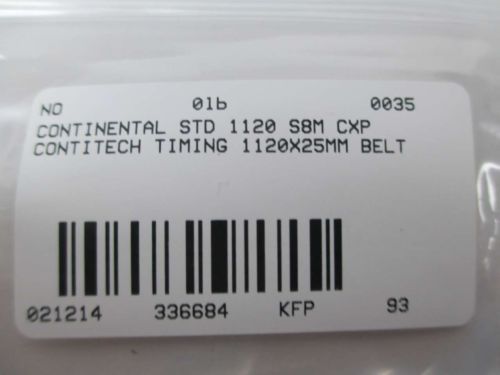 NO 01b 0035
CONTINENTAL STD 1120 S8M CXP
CONTITECH TIMING 1120X25MM BELT
021214 336684 KFP 93